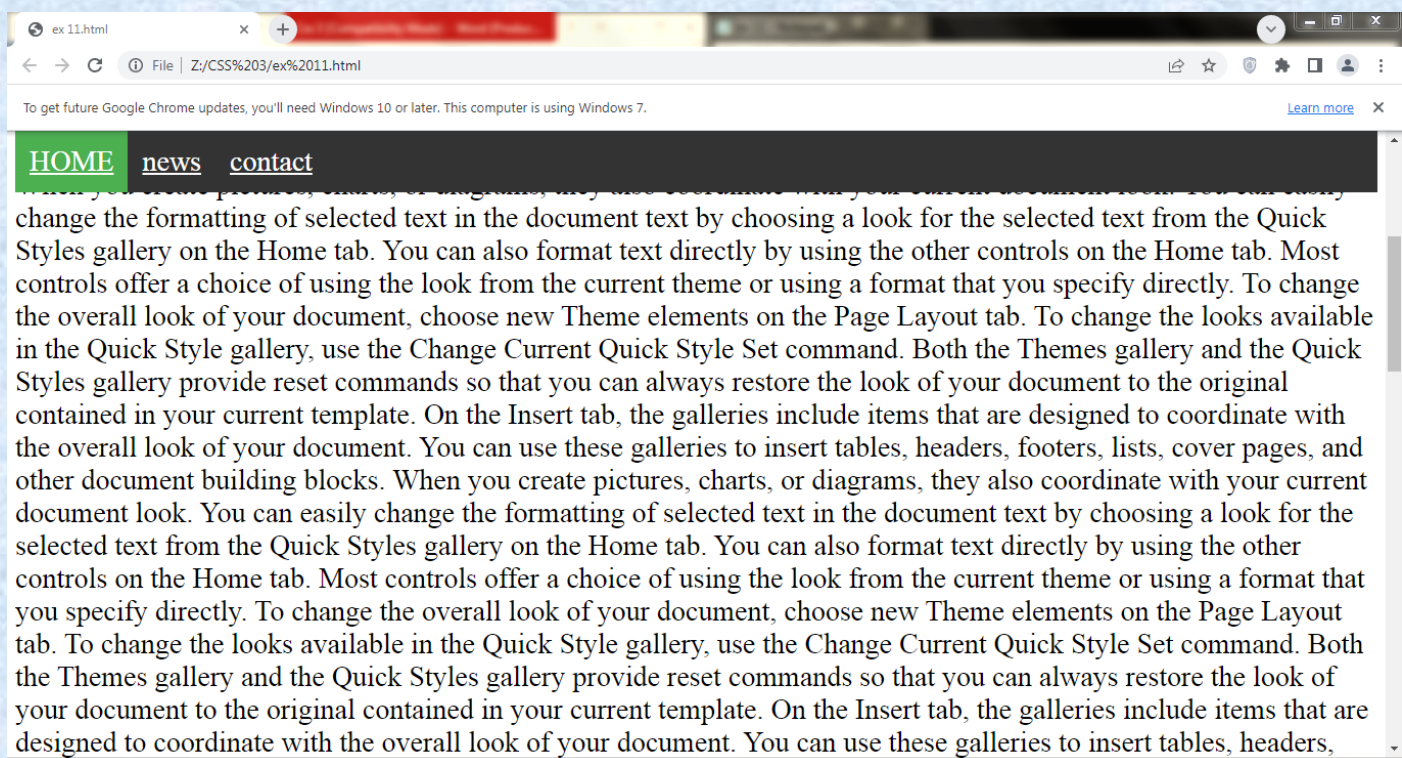 ex 11.html
File | Z:/CSS%203/ex%2011.html
To get future Google Chrome updates, you'll need Windows 10 or later. This computer is using Windows 7.
Learn more
HOME news contact
When you create pictures, charts, or diagrams, they also coordinate with your current document look. You can easily
change the formatting of selected text in the document text by choosing a look for the selected text from the Quick
Styles gallery on the Home tab. You can also format text directly by using the other controls on the Home tab. Most
controls offer a choice of using the look from the current theme or using a format that you specify directly. To change
the overall look of your document, choose new Theme elements on the Page Layout tab. To change the looks available
in the Quick Style gallery, use the Change Current Quick Style Set command. Both the Themes gallery and the Quick
Styles gallery provide reset commands so that you can always restore the look of your document to the original
contained in your current template. On the Insert tab, the galleries include items that are designed to coordinate with
the overall look of your document. You can use these galleries to insert tables, headers, footers, lists, cover pages, and
other document building blocks. When you create pictures, charts, or diagrams, they also coordinate with your current
document look. You can easily change the formatting of selected text in the document text by choosing a look for the
selected text from the Quick Styles gallery on the Home tab. You can also format text directly by using the other
controls on the Home tab. Most controls offer a choice of using the look from the current theme or using a format that
you specify directly. To change the overall look of your document, choose new Theme elements on the Page Layout
tab. To change the looks available in the Quick Style gallery, use the Change Current Quick Style Set command. Both
the Themes gallery and the Quick Styles gallery provide reset commands so that you can always restore the look of
your document to the original contained in your current template. On the Insert tab, the galleries include items that are
designed to coordinate with the overall look of your document. You can use these galleries to insert tables, headers,